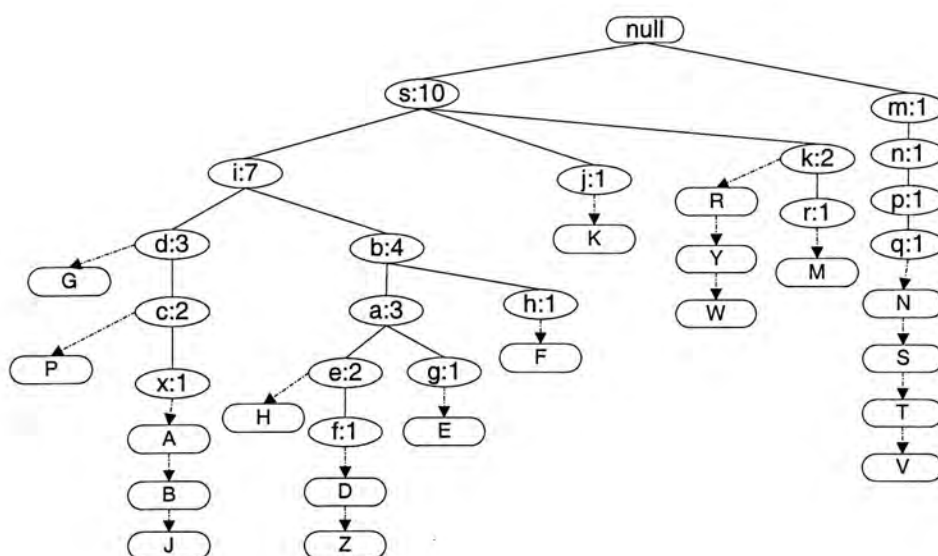 null
s:10
m:1
i:7
j:1
k:2
n:1
R
r:1
p:1
d:3
b:4
K
Y
M
q:1
G
c:2
a:3
h:1
W
N
P
x:1
e:2
g:1
F
S
A
H
f:1
E
T
B
D
V
J
Z